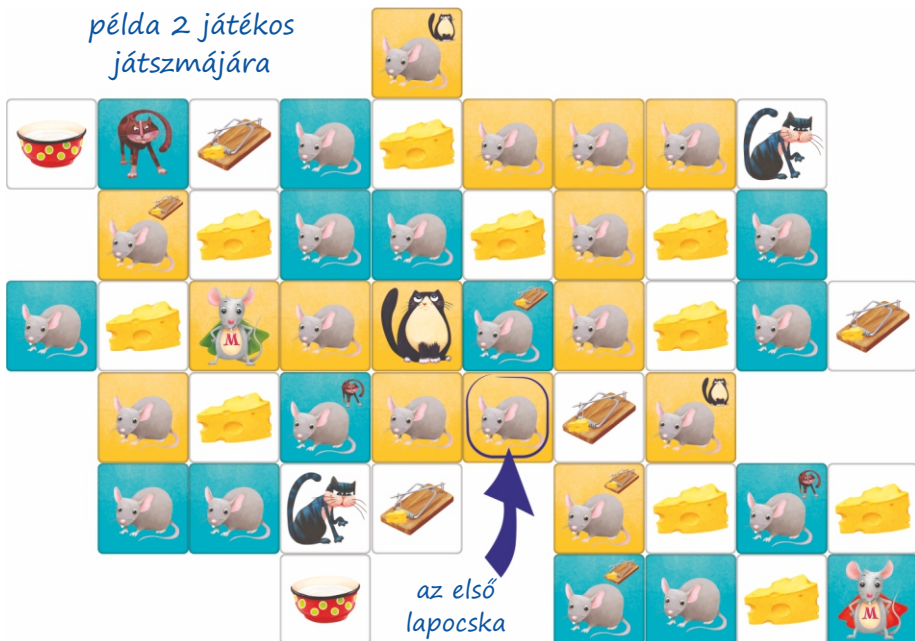 példa 2 játékos
játszmájára
M
az első
lapocska
M